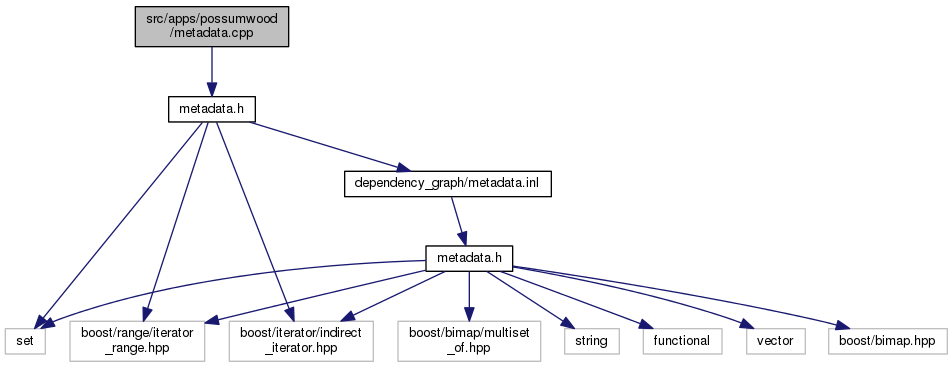 src/apps/possumwood
/metadata.cpp
metadata.h
dependency_graph/metadata.inl
metadata.h
set
boost/range/iterator
_range.hpp
boost/iterator/indirect
_iterator.hpp
boost/bimap/multiset
_of.hpp
string
functional
vector
boost/bimap.hpp